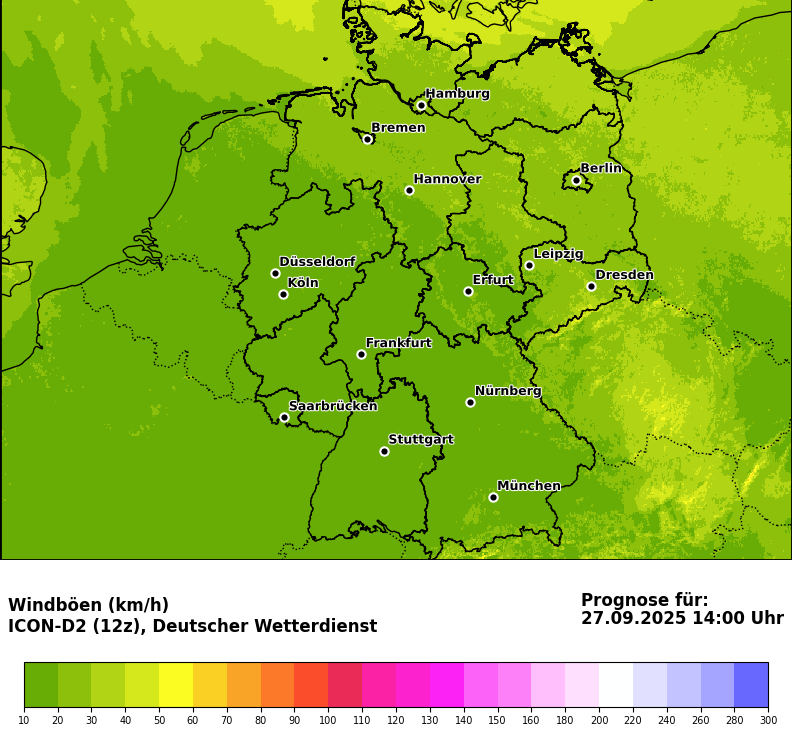 Hamburg
Bremen
Berlin
Hannover
Düsseldorf
Leipzig
Köln
Erfurt
Dresden
Frankfurt
Nürnberg
Saarbrücken
Stuttgart
München
Windböen (km/h)
ICON-D2 (12z), Deutscher Wetterdienst
Prognose für:
27.09.2025 14:00 Uhr
10 20 30 40 50 60 70 80 90 100 110 120 130 140 150 160 180 200 220 240 260 280 300